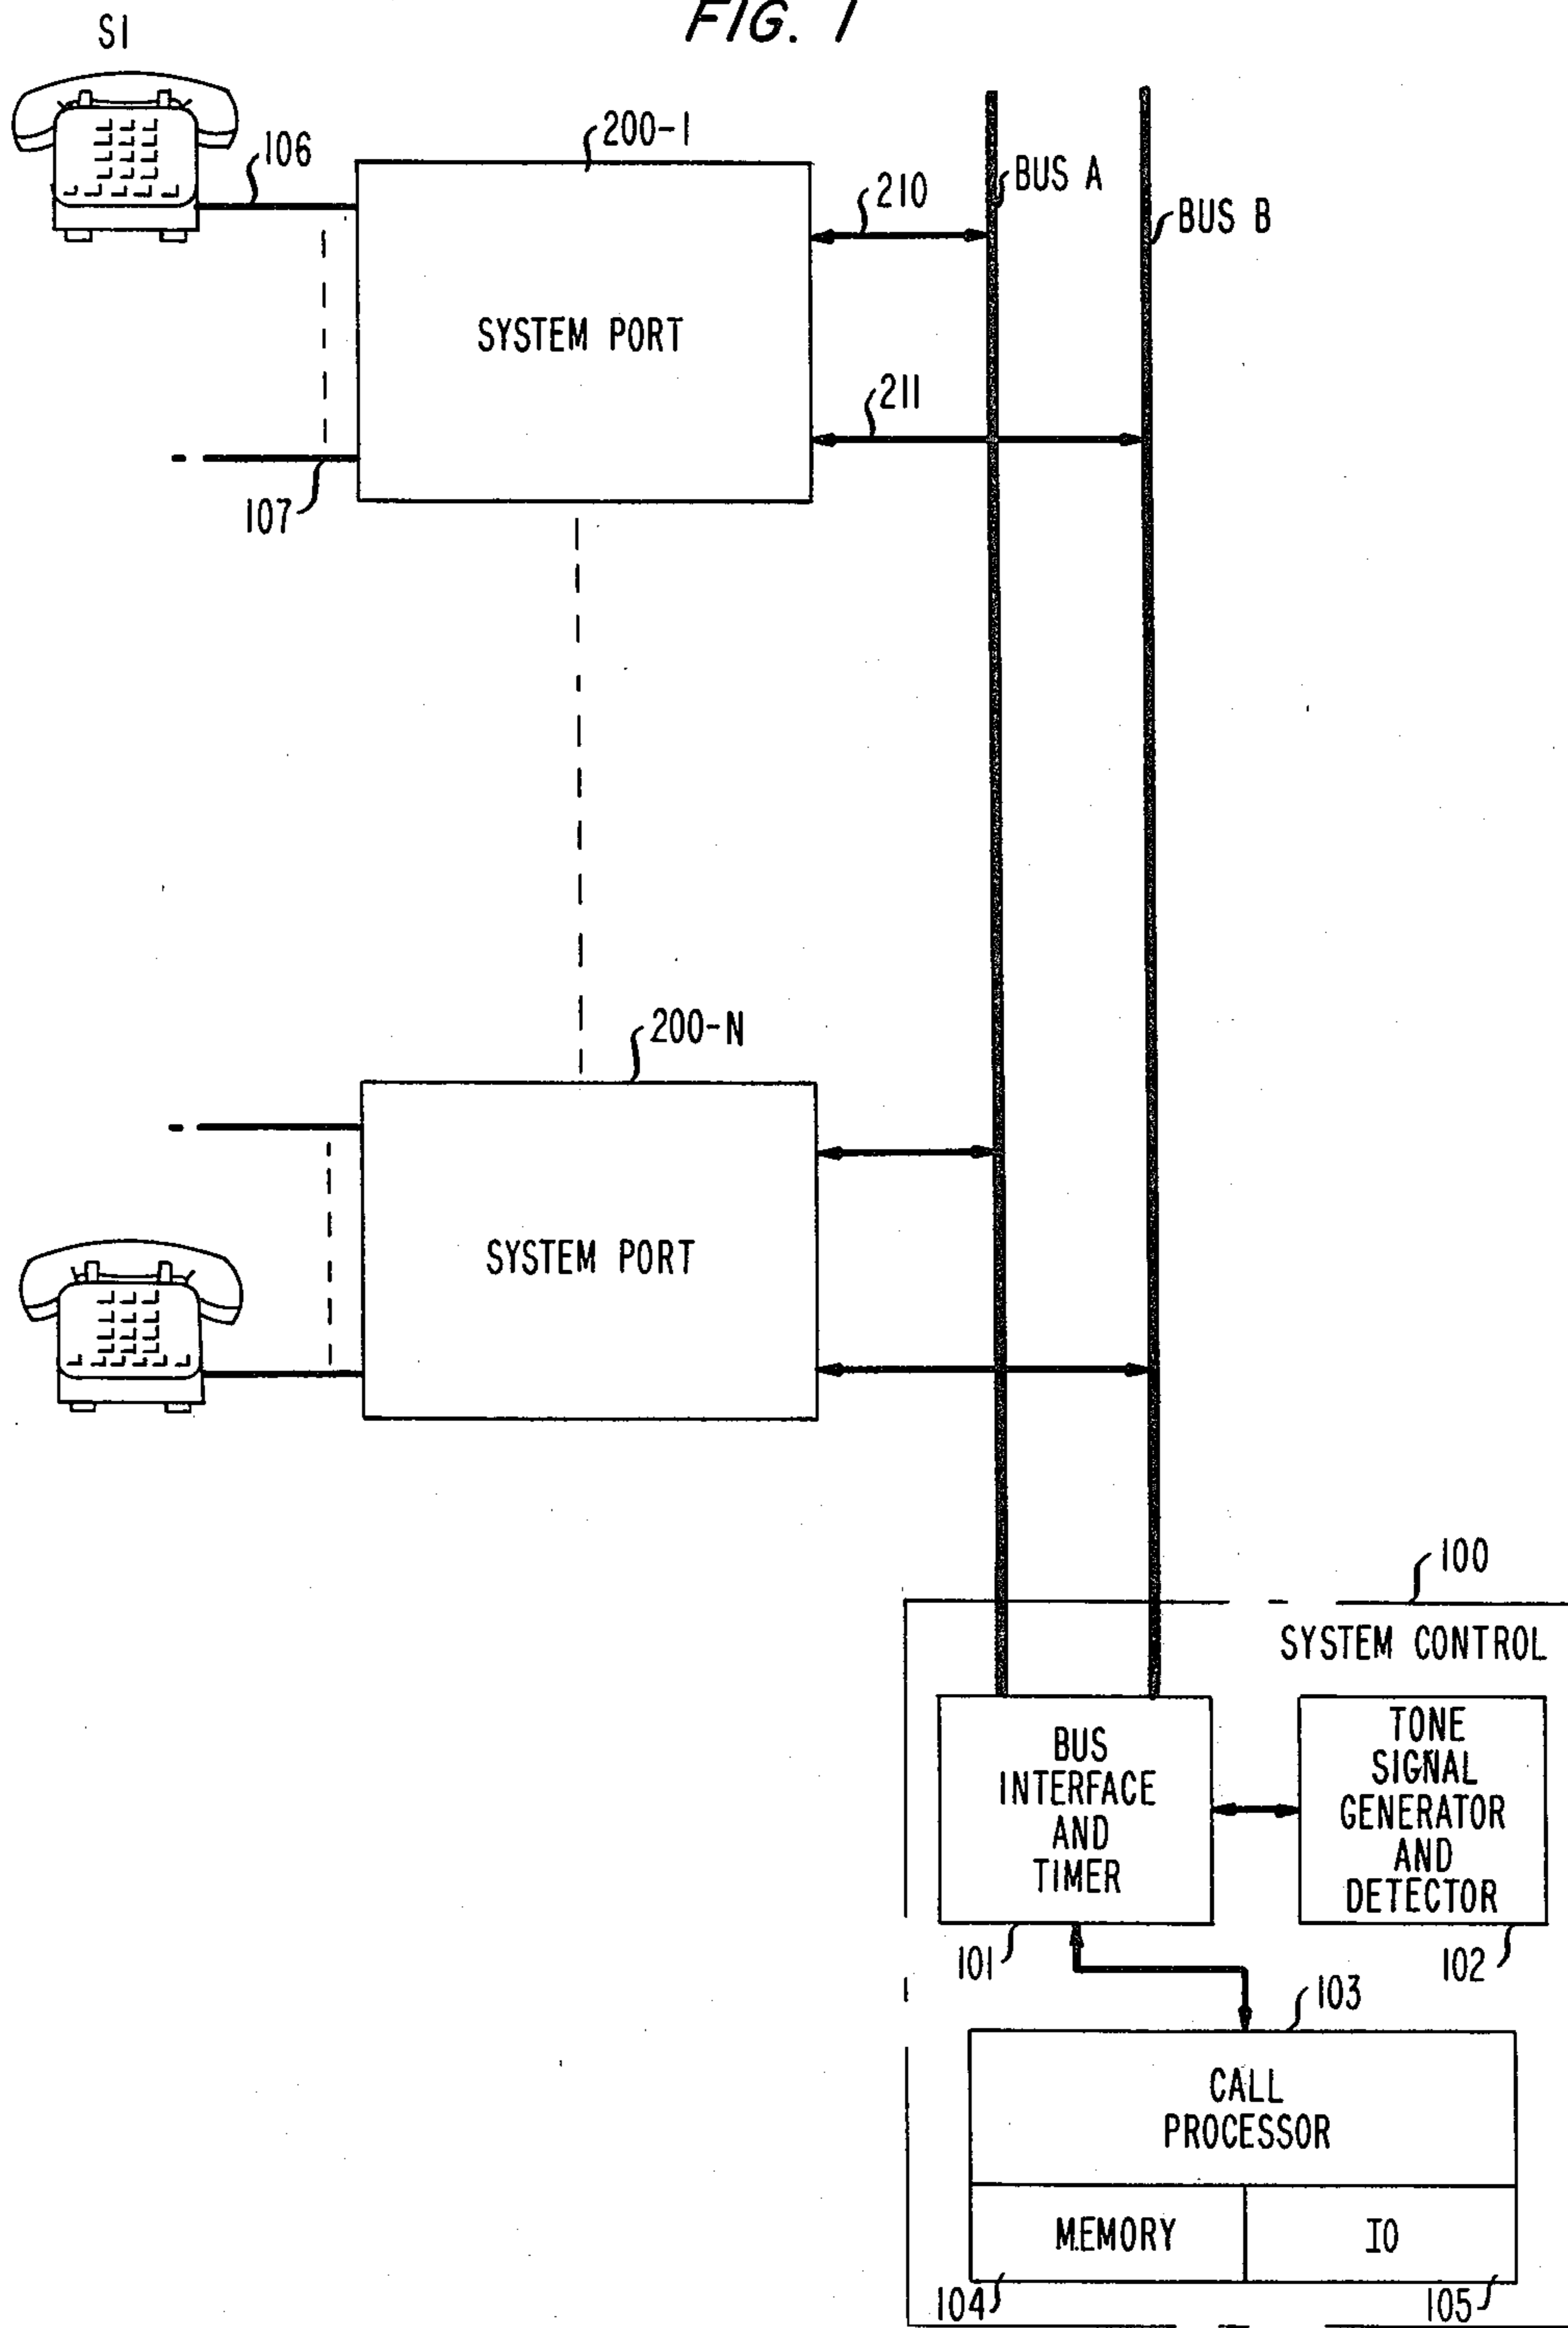 FIG. 1
S1
106
200-1
210
BUS A
BUS B
SYSTEM PORT
211
107
200-N
SYSTEM PORT
100
SYSTEM CONTROL
BUS
INTERFACE
AND
TIMER
TONE
SIGNAL
GENERATOR
AND
DETECTOR
101
102
103
CALL
PROCESSOR
MEMORY
IO
104
105